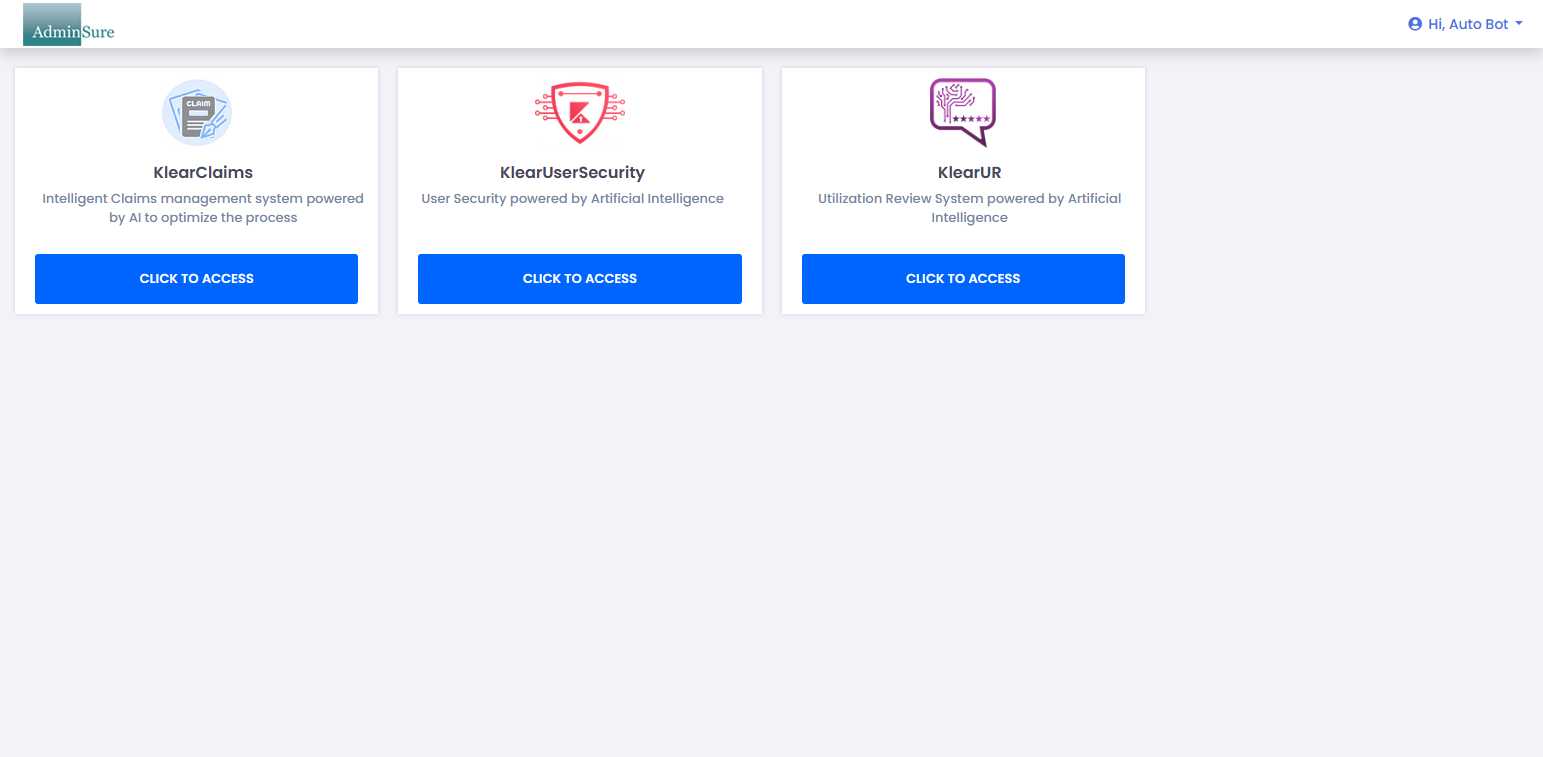 AdminSure
Hi, Auto Bot
CLAIM
KlearClaims
Intelligent Claims management system powered
by AI to optimize the process
CLICK TO ACCESS
KlearUserSecurity
User Security powered by Artificial Intelligence
CLICK TO ACCESS
KlearUR
Utilization Review System powered by Artificial
Intelligence
CLICK TO ACCESS